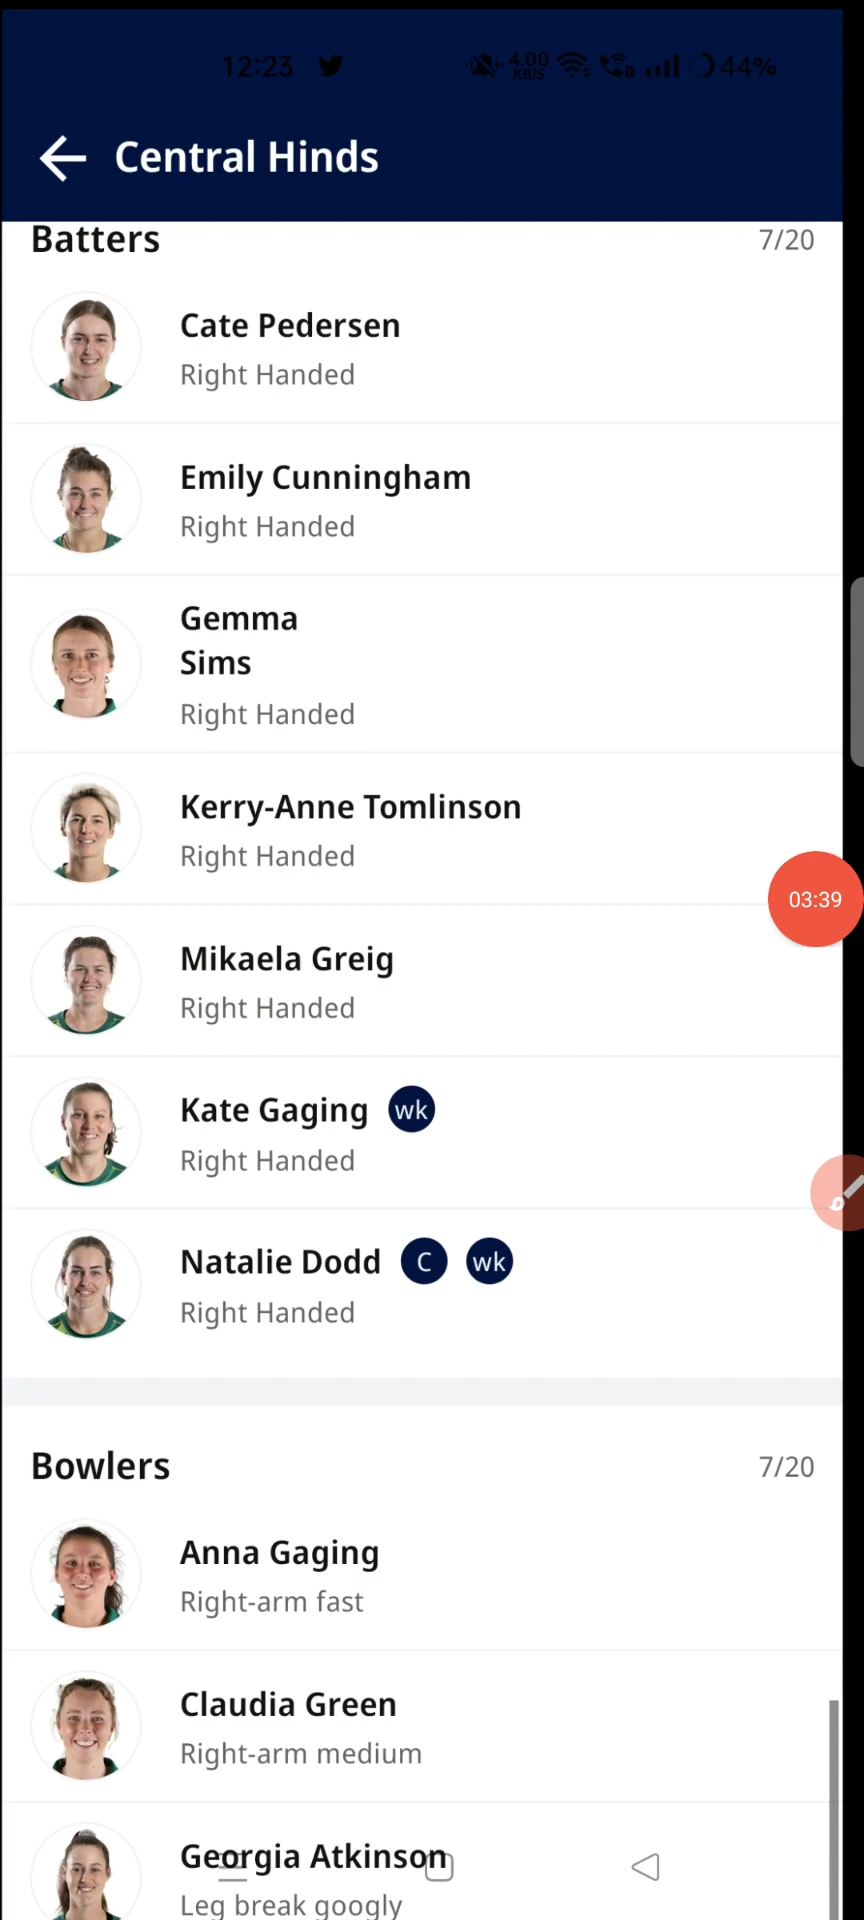 12:23
4.00
KB/S
44%
Central Hinds
Batters 7/20
Cate Pedersen
Right Handed
Emily Cunningham
Right Handed
Gemma
Sims
Right Handed
Kerry-Anne Tomlinson
Right Handed
03:39
Mikaela Greig
Right Handed
Kate Gaging wk
Right Handed
Natalie Dodd C wk
Right Handed
Bowlers 7/20
Anna Gaging
Right-arm fast
Claudia Green
Right-arm medium
Georgia Atkinson
Leg break googly